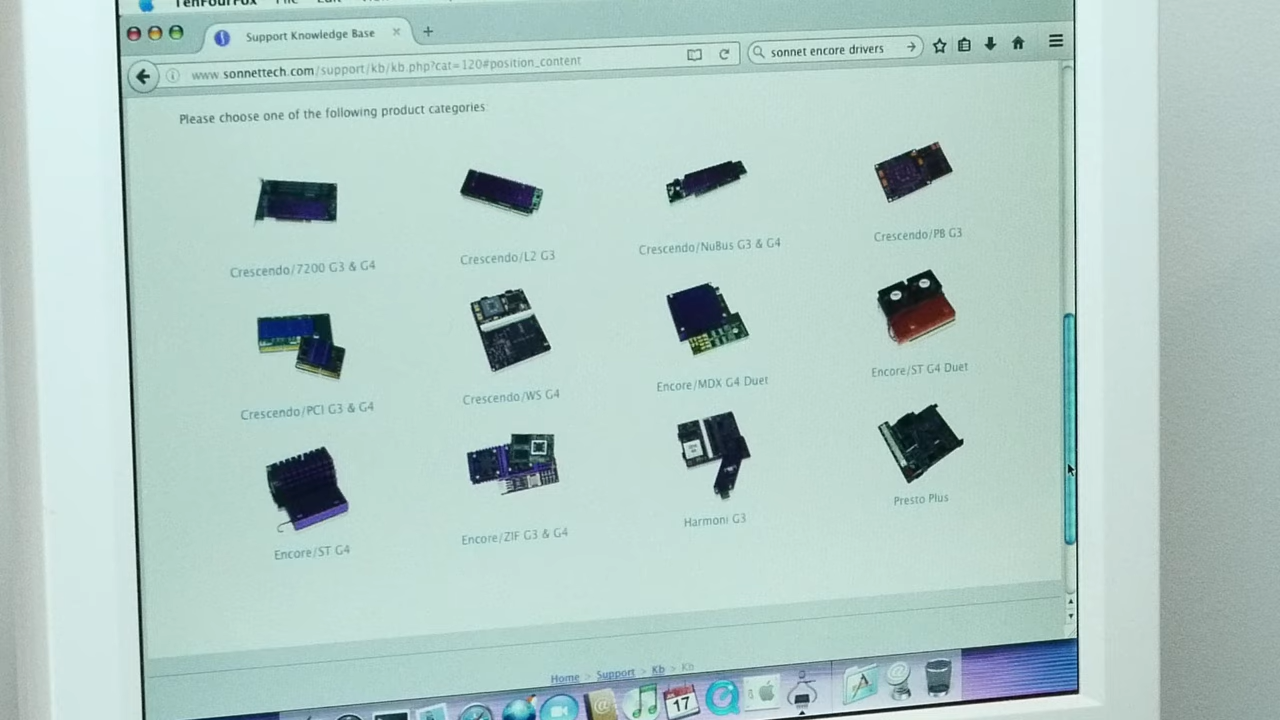 TenFourFox File Edit
Support Knowledge Base
www.sonnettech.com/support/kb/kb.php?cat=120#position_content
sonnet encore drivers
Please choose one of the following product categories:
Crescendo/7200 G3 & G4
Crescendo/L2 G3
Crescendo/NuBus G3 & G4
Crescendo/PB G3
Crescendo/PCI G3 & G4
Crescendo/WS G4
Encore/MDX G4 Duet
Encore/ST G4 Duet
Encore/ST G4
Encore/ZIF G3 & G4
Harmoni G3
Presto Plus
Home > Support > Kb > Kb
17